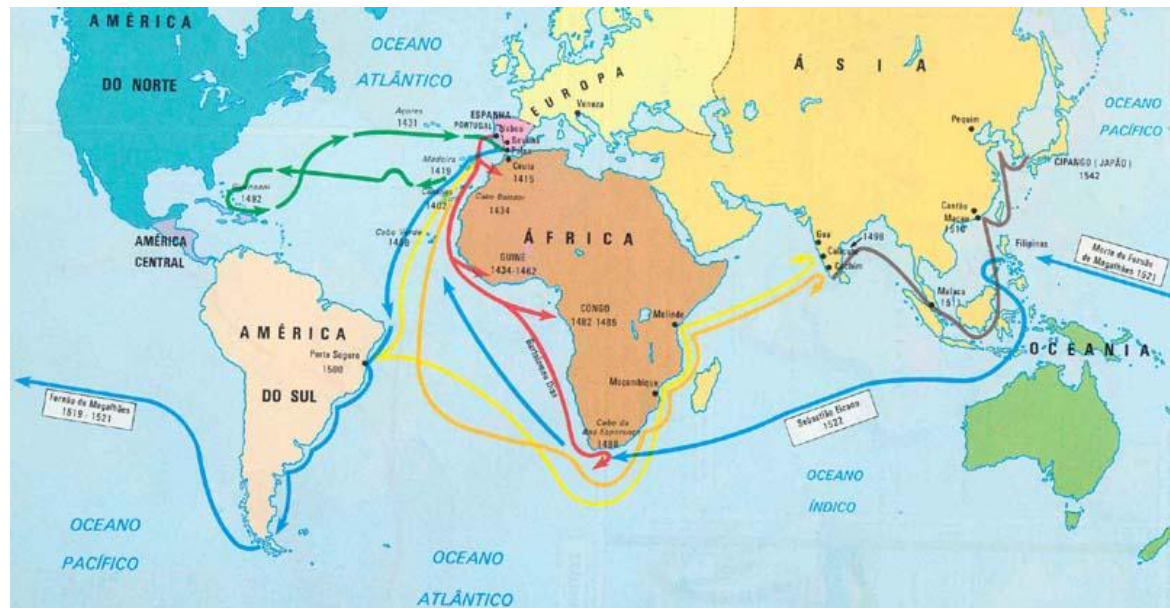 AMÉRICA
DO NORTE
OCEANO
ATLÂNTICO
EUROPA
ÁSIA
OCEANO
PACÍFICO
Açores
1431
ESPANHA
PORTUGAL
Lisboa
Veneza
Pequim
CIPANGO (JAPÃO)
1542
Madeira
1419
Ceuta
1415
1492
1402
Cabo Bojador
1434
Cabo Verde
AMÉRICA
CENTRAL
ÁFRICA
GUINÉ
1434-1462
Goa
1498
Calicute
Cochim
Cantão
Macau
Filipinas
Morte de Fernão
de Magalhães 1521
Malaca
1511
CONGO
1482-1485
Melinde
AMÉRICA
DO SUL
Porto Seguro
1500
Bartolomeu Dias
Moçambique
OCEANIA
Fernão de Magalhães
1519 - 1521
Cabo da
Boa Esperança
1488
Sebastião Elcano
1522
OCEANO
ÍNDICO
OCEANO
PACÍFICO
OCEANO
ATLÂNTICO